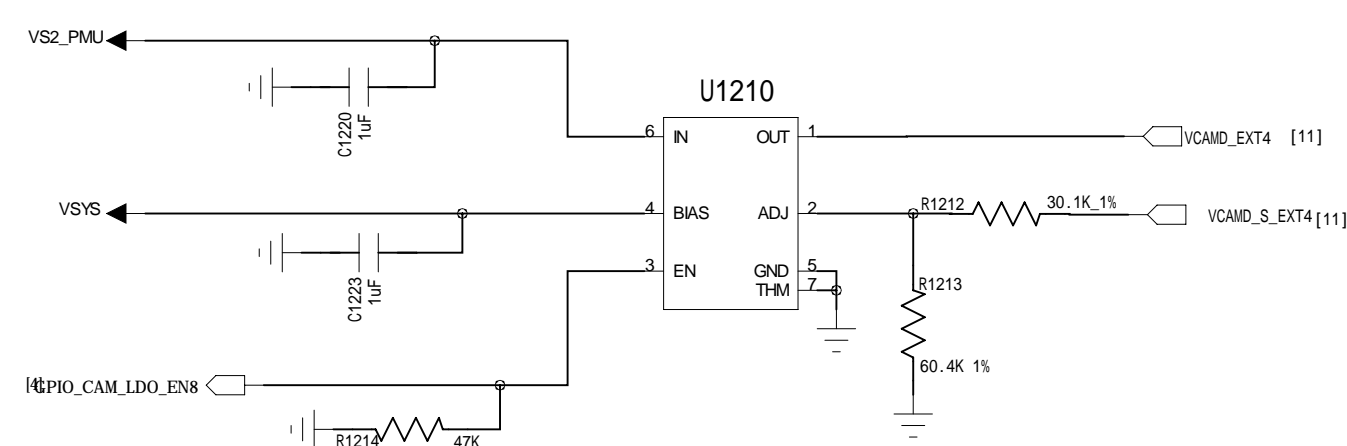 VS2_PMU
C1220
1uF
U1210
6 IN OUT 1
VCAMD_EXT4 [11]
VSYS
4 BIAS ADJ 2
R1212 30.1K_1%
VCAMD_S_EXT4 [11]
C1223
1uF
3 EN GND 5
THM 7
R1213
60.4K 1%
[4]GPIO_CAM_LDO_EN8
R1214 47K